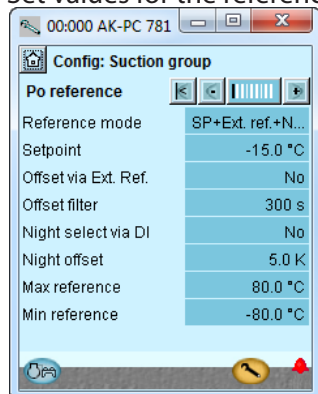 Set values for the reference
00:000 AK-PC 781
Config: Suction group
Po reference
Reference mode SP+Ext. ref.+N...
Setpoint -15.0 °C
Offset via Ext. Ref. No
Offset filter 300 s
Night select via DI No
Night offset 5.0 K
Max reference 80.0 °C
Min reference -80.0 °C